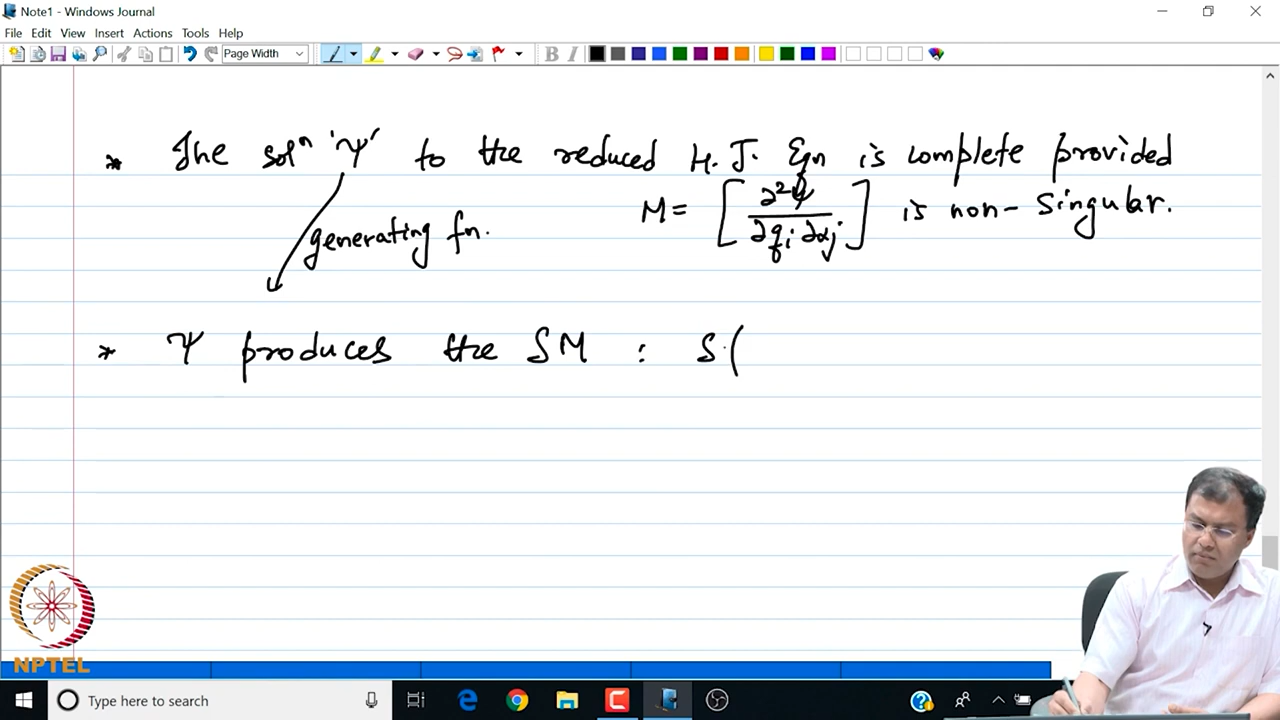 Note1 - Windows Journal
File Edit View Insert Actions Tools Help
Page Width
B I
* The solⁿ 'Ψ' to the reduced H.J. Eqn is complete provided
M = [∂²Ψ/∂qi ∂αj] is non-singular.
generating fn.
* Ψ produces the SM : S(
NPTEL
Type here to search